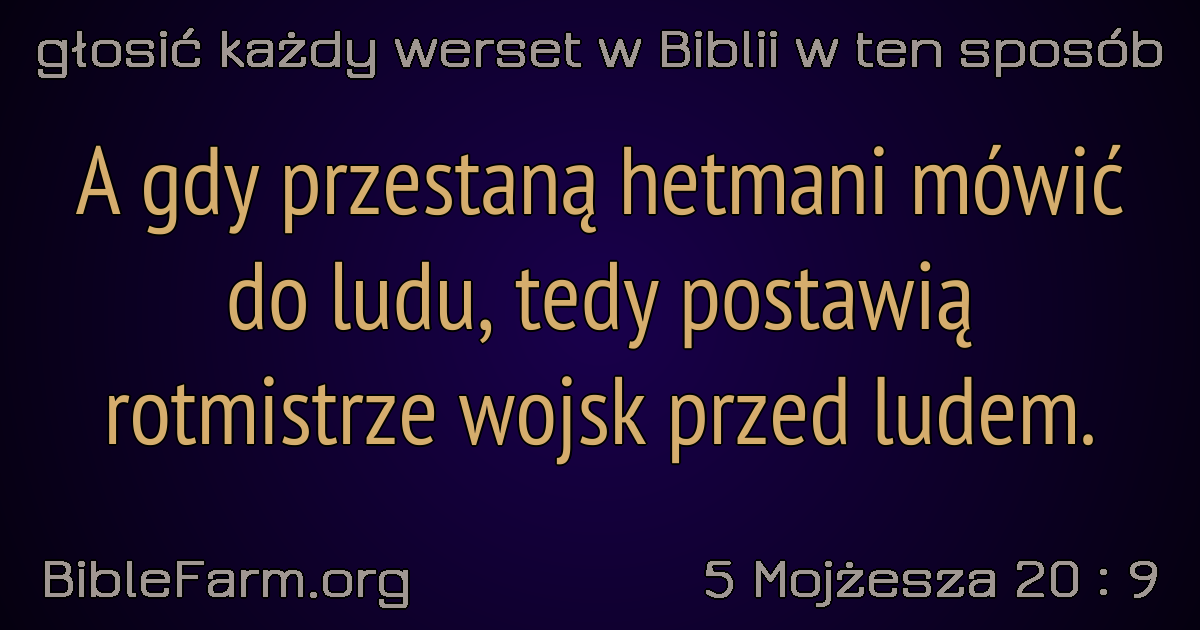 głosić każdy werset w Biblii w ten sposób
A gdy przestaną hetmani mówić
do ludu, tedy postawią
rotmistrze wojsk przed ludem.
BibleFarm.org
5 Mojżesza 20 : 9